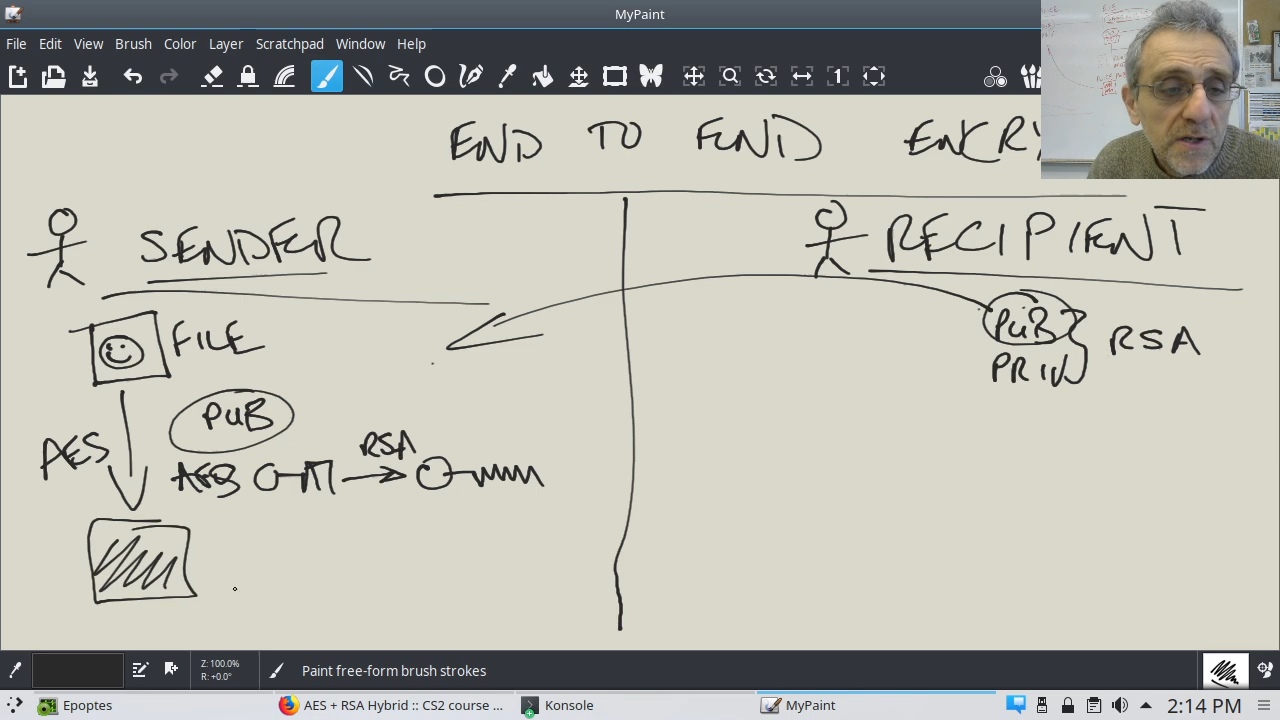 MyPaint
File Edit View Brush Color Layer Scratchpad Window Help
END TO END ENCRY
SENDER
RECIPIENT
FILE
PUB
PRIV
RSA
PUB
AES
AES
RSA
Z: 100.0%
R: +0.0°
Paint free-form brush strokes
Epoptes
AES + RSA Hybrid :: CS2 course ...
Konsole
MyPaint
2:14 PM